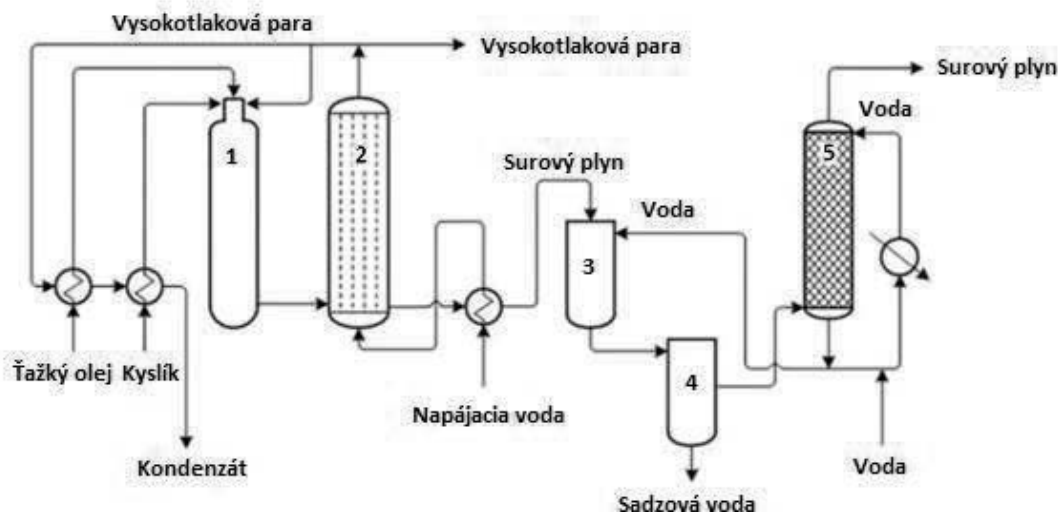 Vysokotlaková para
Vysokotlaková para
Surový plyn
Voda
1
2
5
Surový plyn
Voda
3
4
Ťažký olej
Kyslík
Napájacia voda
Kondenzát
Voda
Sadzová voda